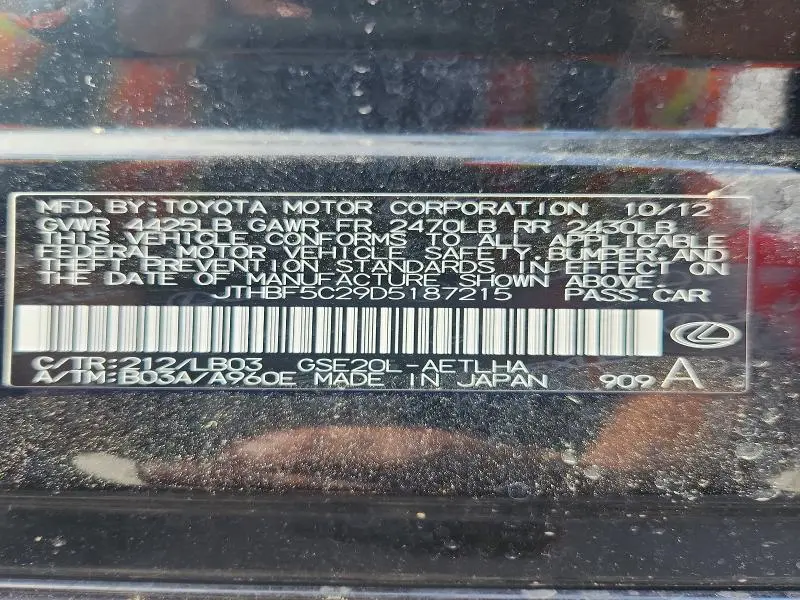 MFD.BY:TOYOTA MOTOR CORPORATION 10/12
GVWR 4425LB GAWR FR 2470LB RR 2430LB
THIS VEHICLE CONFORMS TO ALL APPLICABLE
FEDERAL MOTOR VEHICLE SAFETY,BUMPER,AND
THEFT PREVENTION STANDARDS IN EFFECT ON
THE DATE OF MANUFACTURE SHOWN ABOVE.
JTHBF5C29D5187215 PASS.CAR
C/TR:212/LB03 GSE20L-AETLHA
A/TM:B03A/A960E MADE IN JAPAN 909 A